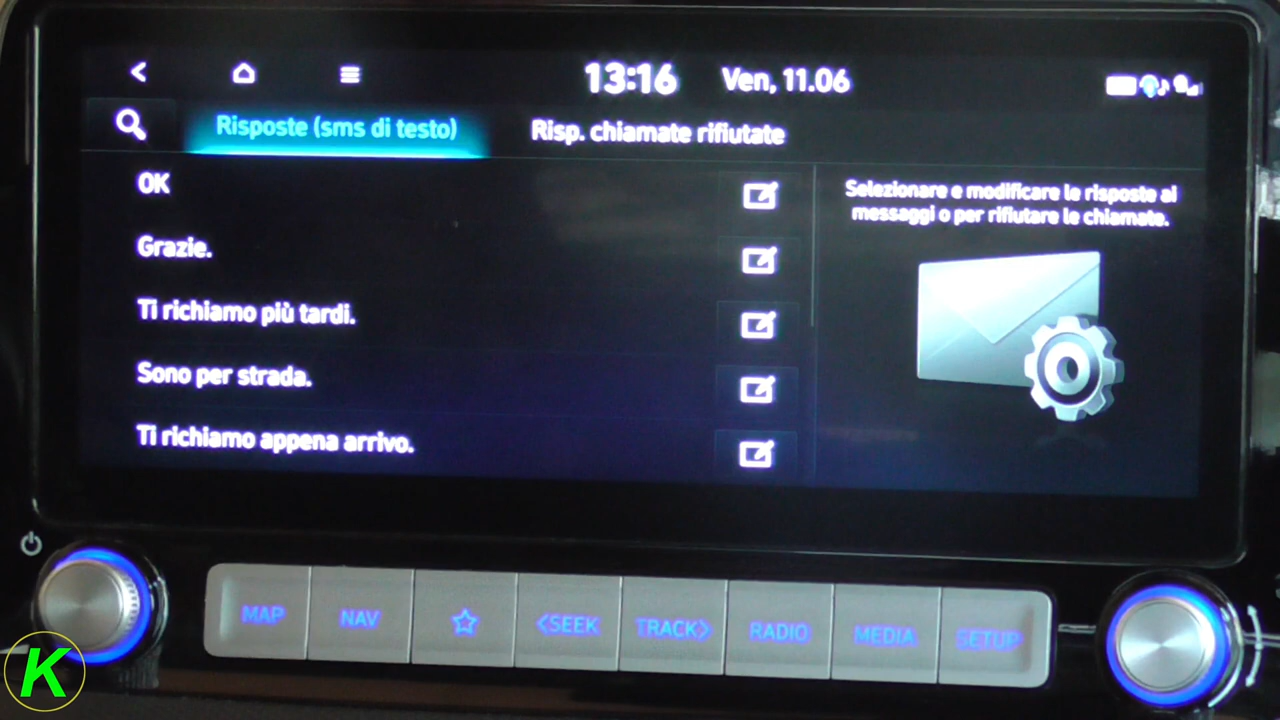 13:16
Ven, 11.06
Risposte (sms di testo)
Risp. chiamate rifiutate
OK
Grazie.
Ti richiamo più tardi.
Sono per strada.
Ti richiamo appena arrivo.
Selezionare e modificare le risposte ai
messaggi o per rifiutare le chiamate.
MAP
NAV
<SEEK
TRACK>
RADIO
MEDIA
SETUP
K